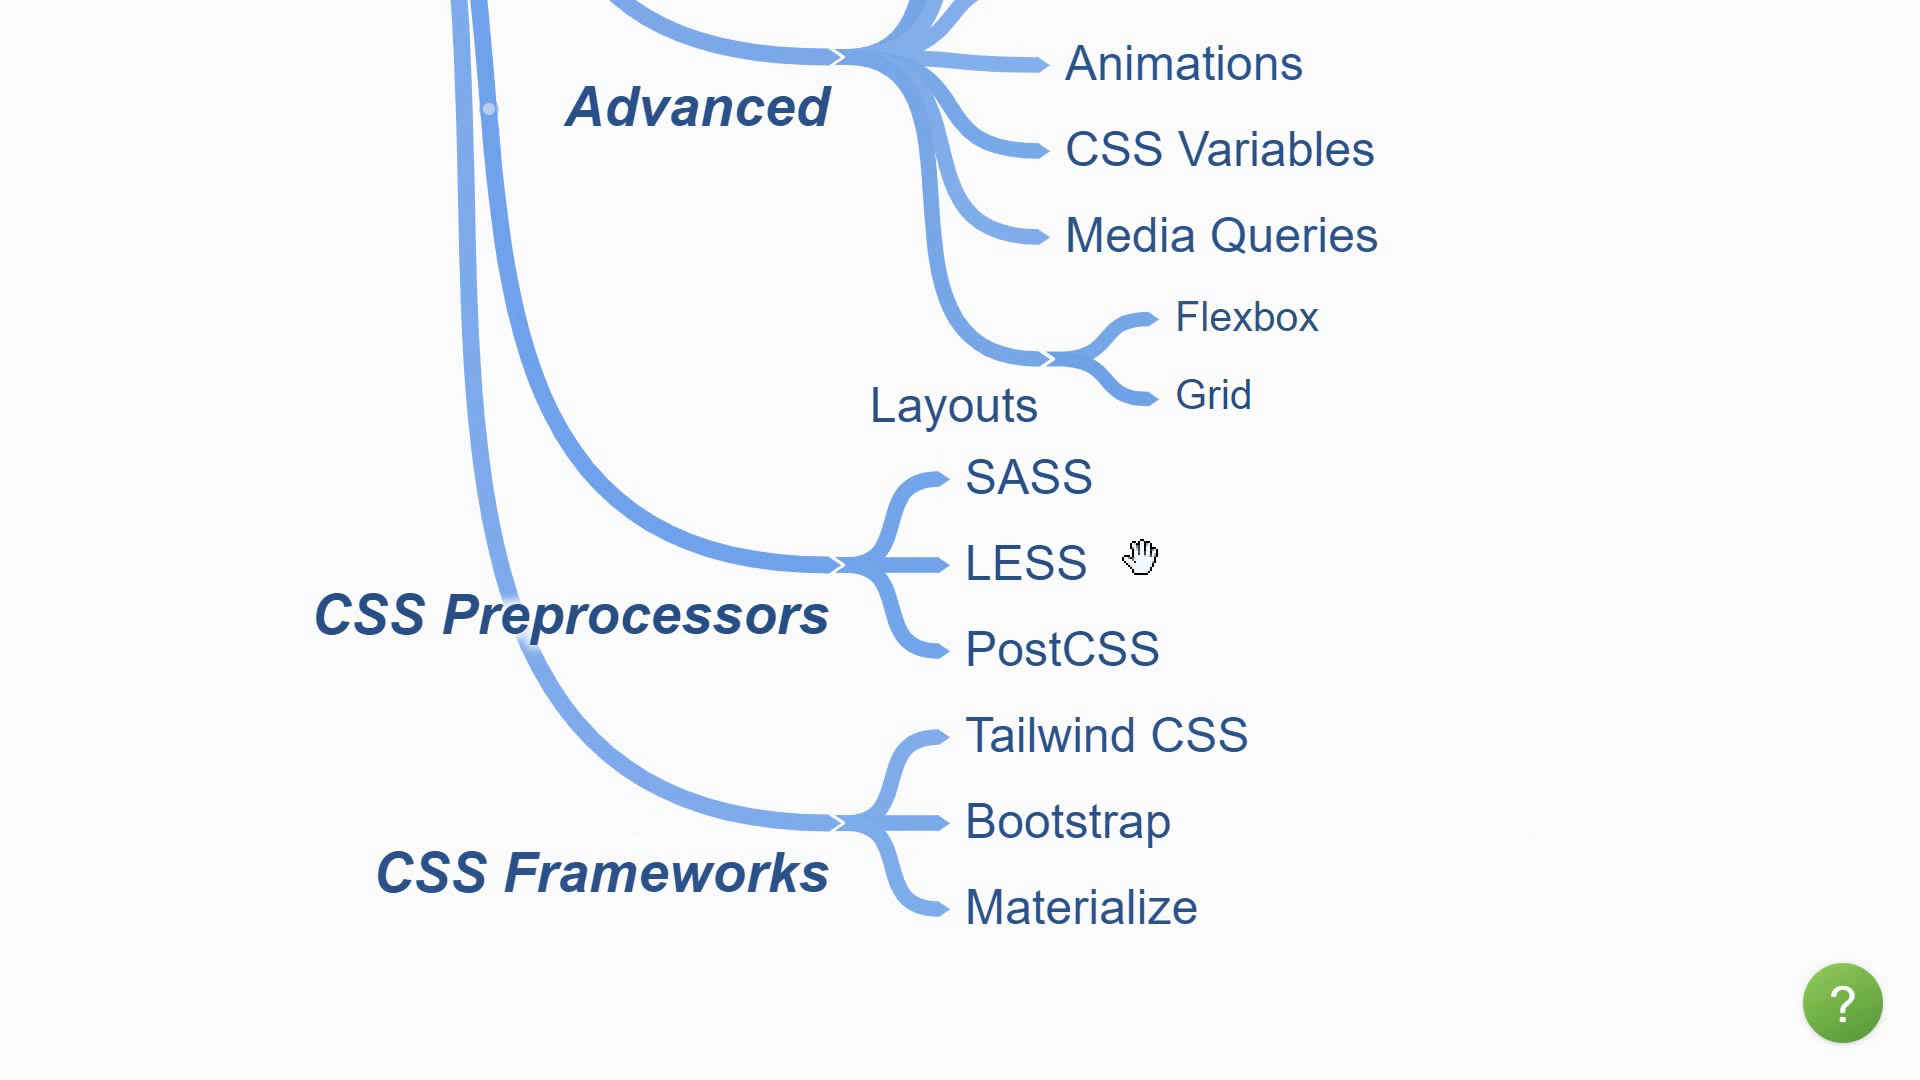 Animations
Advanced
CSS Variables
Media Queries
Flexbox
Grid
Layouts
SASS
LESS
CSS Preprocessors
PostCSS
Tailwind CSS
Bootstrap
CSS Frameworks
Materialize
?